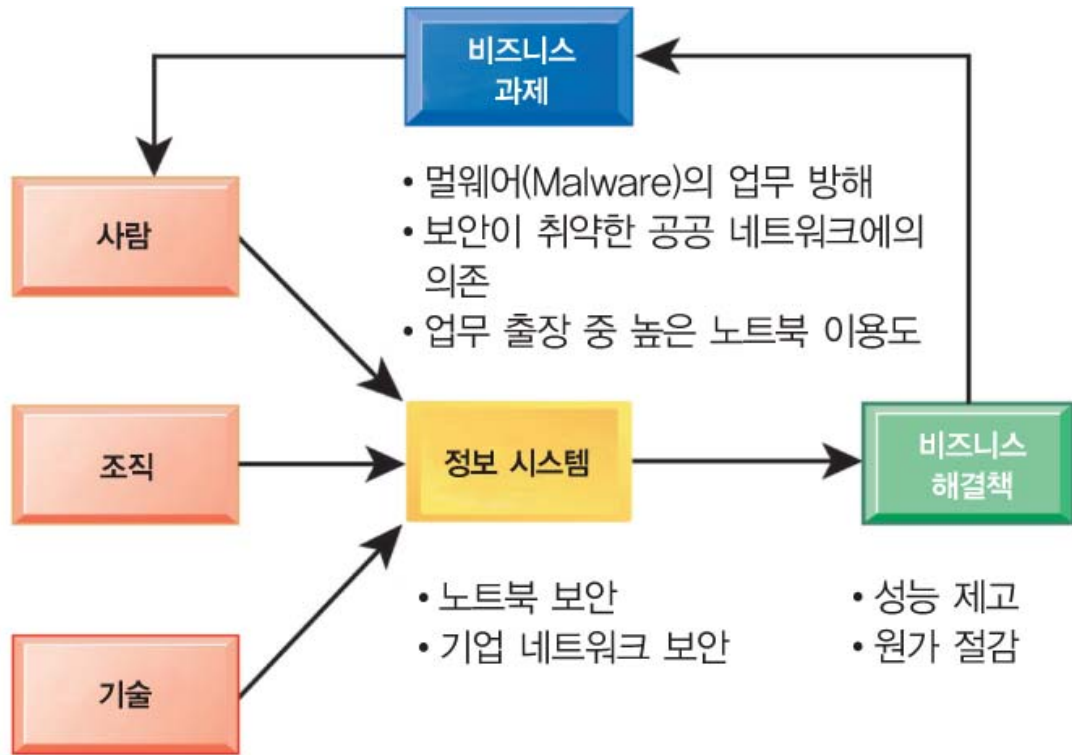 비즈니스
과제
사람
• 멀웨어(Malware)의 업무 방해
• 보안이 취약한 공공 네트워크에의
의존
• 업무 출장 중 높은 노트북 이용도
조직
정보 시스템
비즈니스
해결책
기술
• 노트북 보안
• 기업 네트워크 보안
• 성능 제고
• 원가 절감